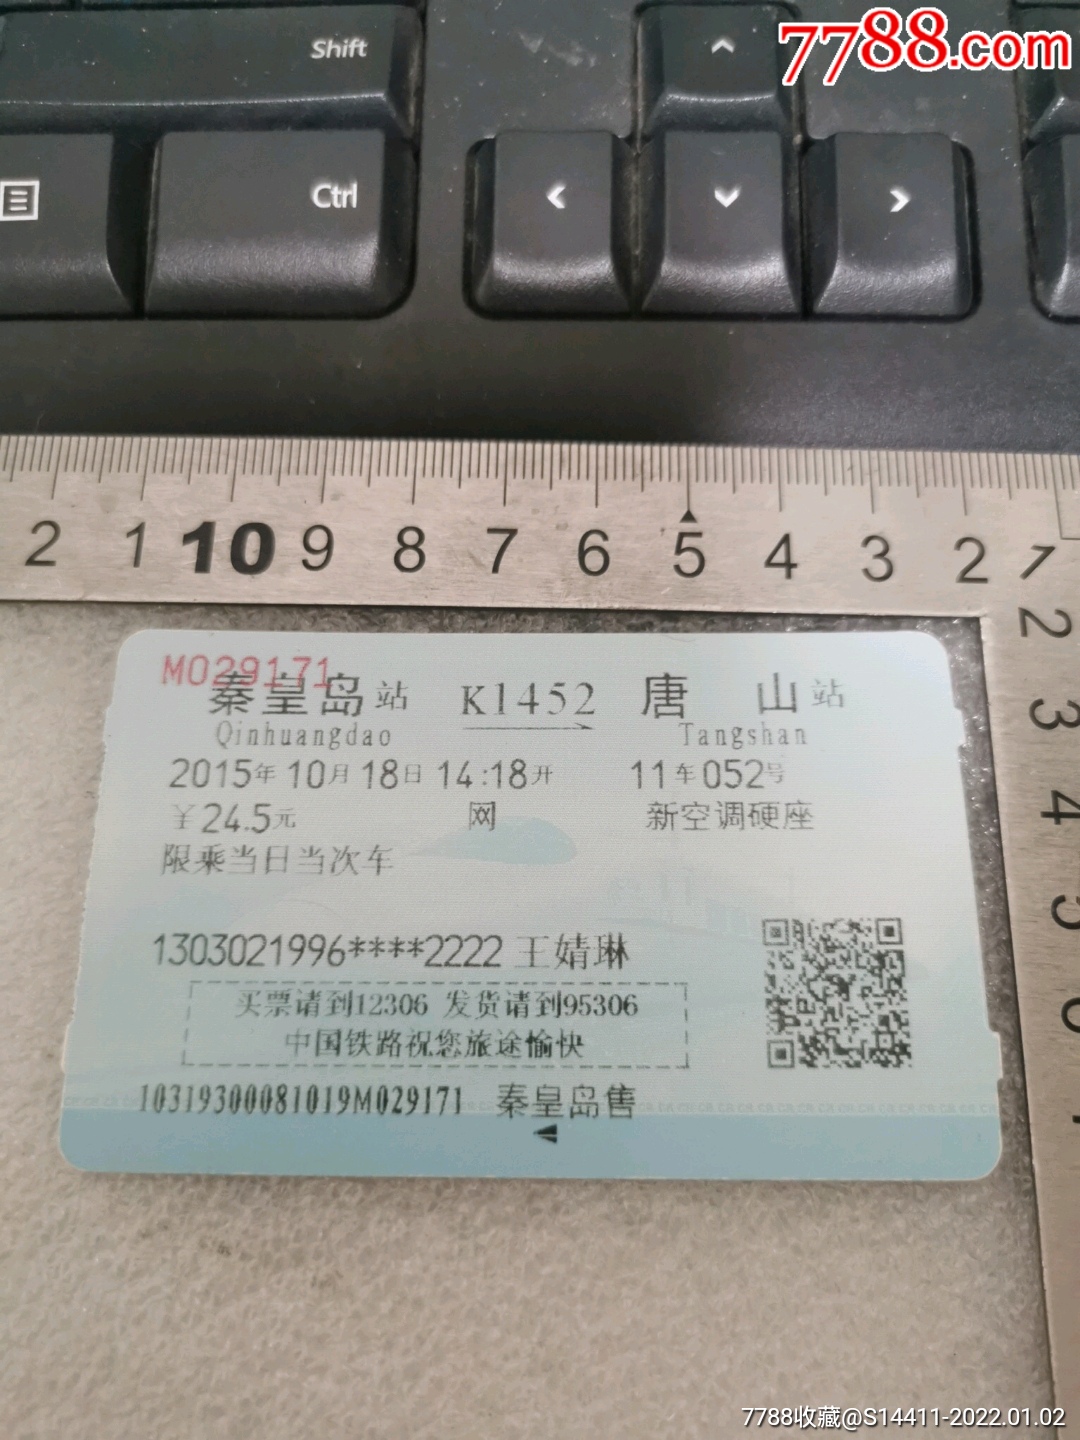 7788.com
Shift
Ctrl
2 1 10 9 8 7 6 5 4 3 2 1
2
3
4
5
M029171
秦皇岛站 K1452 唐山站
Qinhuangdao Tangshan
2015年10月18日14:18开 11车052号
￥24.5元 网 新空调硬座
限乘当日当次车
1303021996****2222 王婧琳
买票请到12306 发货请到95306
中国铁路祝您旅途愉快
10319300081019M029171 秦皇岛售
7788收藏@S14411-2022.01.02